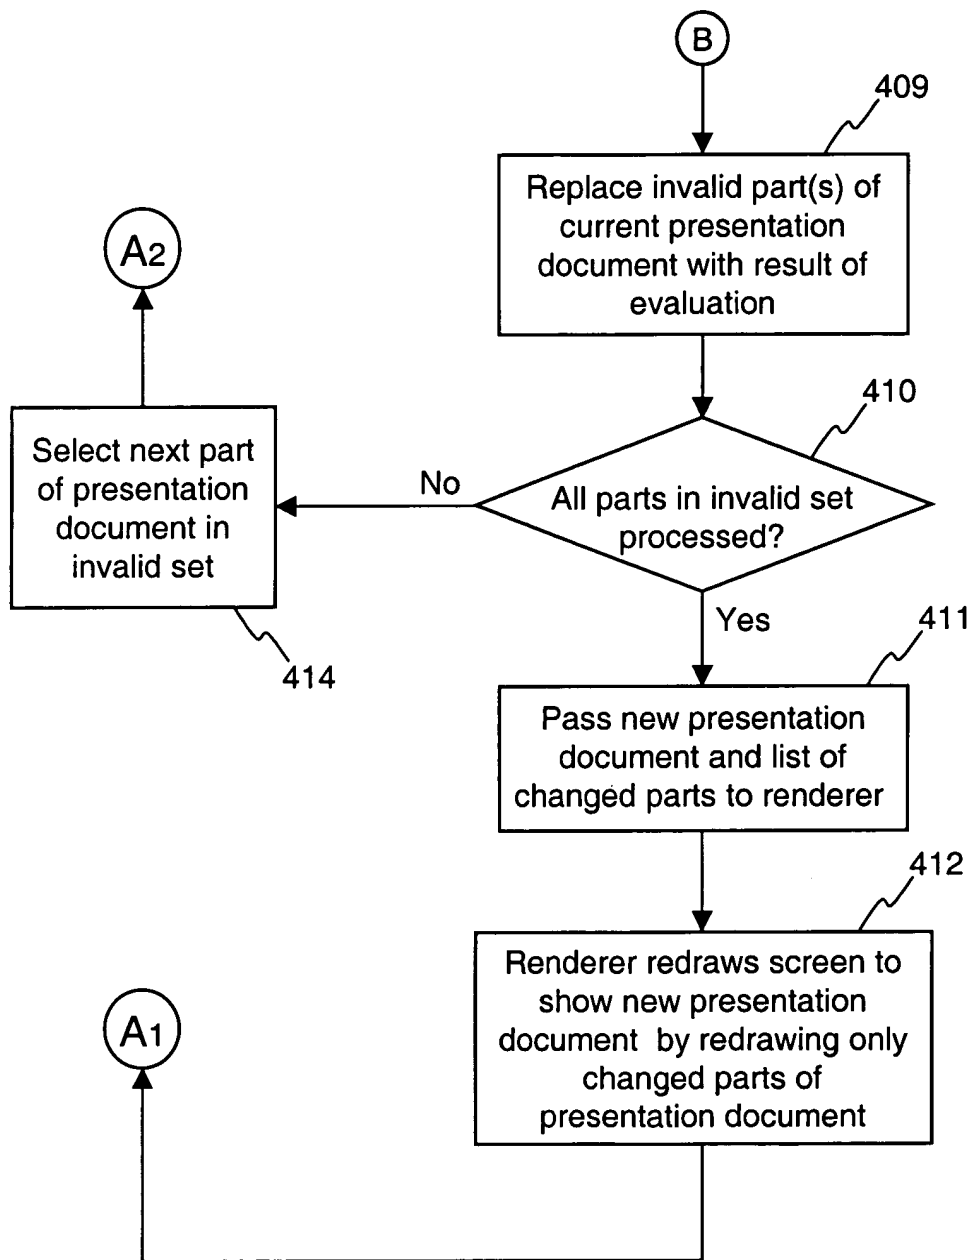 B
409
Replace invalid part(s) of
current presentation
document with result of
evaluation
A2
410
Select next part
of presentation
document in
invalid set
No
All parts in invalid set
processed?
Yes
414
411
Pass new presentation
document and list of
changed parts to renderer
412
Renderer redraws screen to
show new presentation
document by redrawing only
changed parts of
presentation document
A1